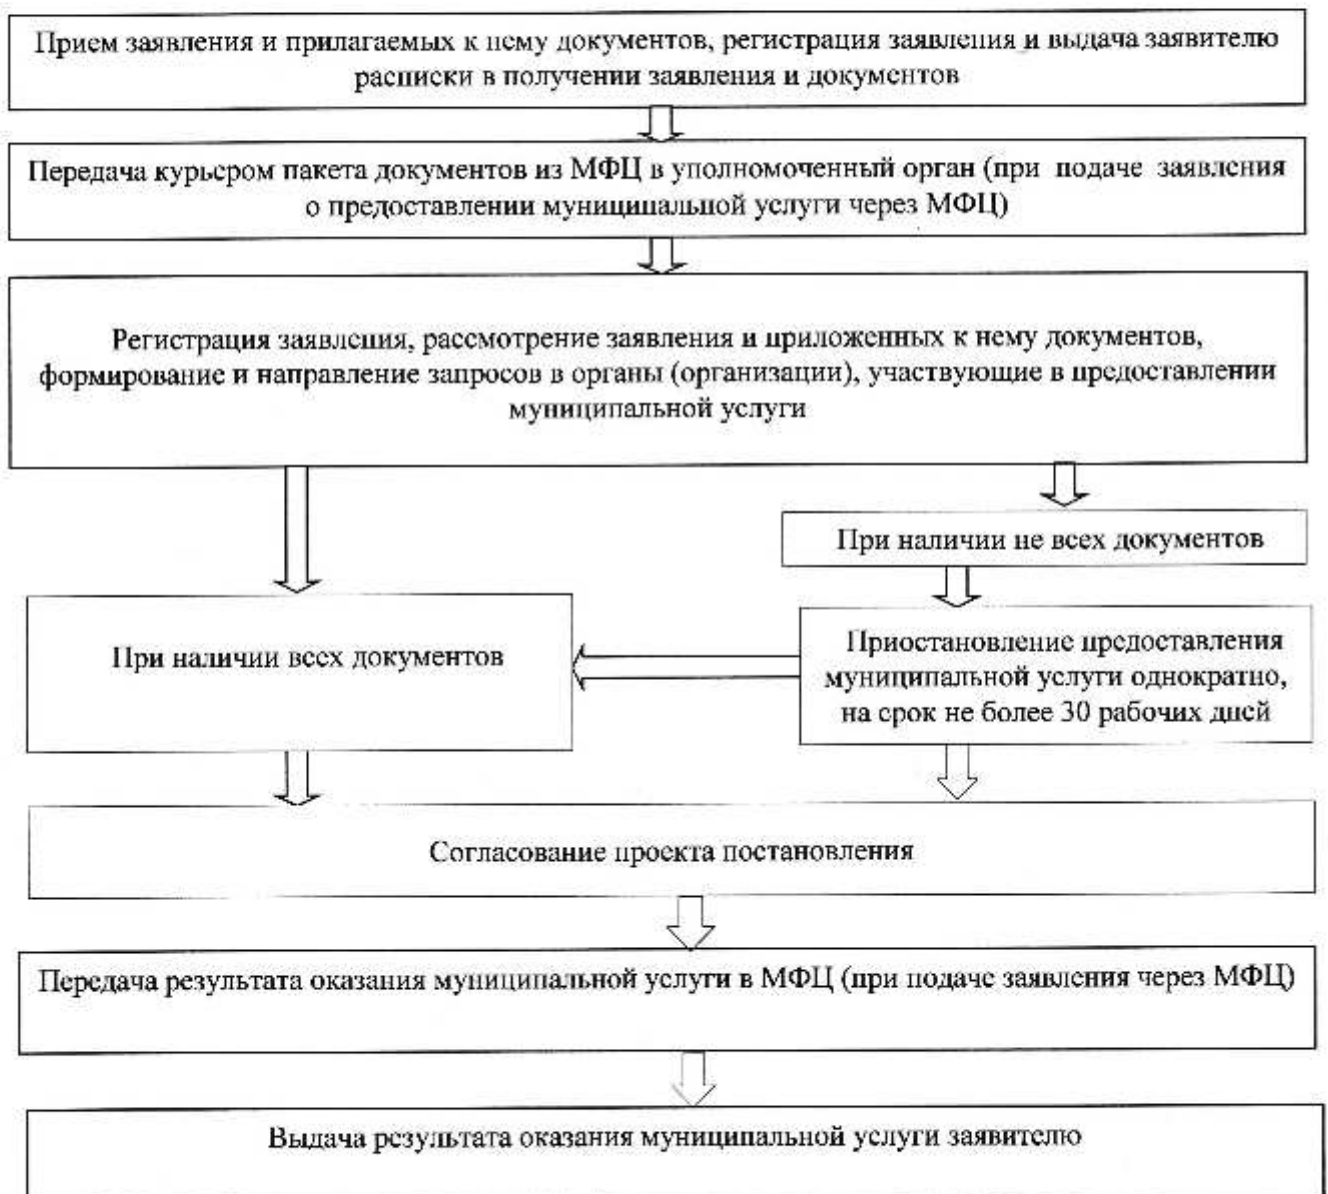 Прием заявления и прилагаемых к нему документов, регистрация заявления и выдача заявителю
расписки в получении заявления и документов
Передача курьером пакета документов из МФЦ в уполномоченный орган (при подаче заявления
о предоставлении муниципальной услуги через МФЦ)
Регистрация заявления, рассмотрение заявления и приложенных к нему документов,
формирование и направление запросов в органы (организации), участвующие в предоставлении
муниципальной услуги
При наличии не всех документов
При наличии всех документов
Приостановление предоставления
муниципальной услуги однократно,
на срок не более 30 рабочих дней
Согласование проекта постановления
Передача результата оказания муниципальной услуги в МФЦ (при подаче заявления через МФЦ)
Выдача результата оказания муниципальной услуги заявителю